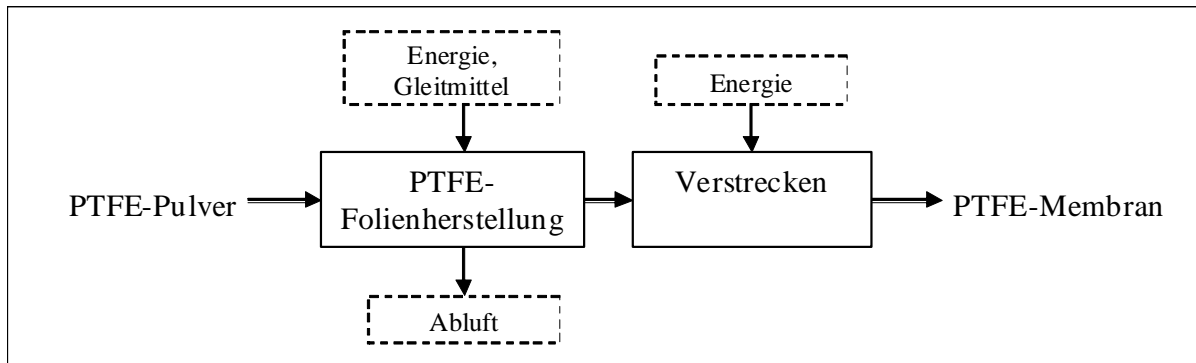 Energie,
Gleitmittel
Energie
PTFE-Pulver
PTFE-
Folienherstellung
Verstrecken
PTFE-Membran
Abluft